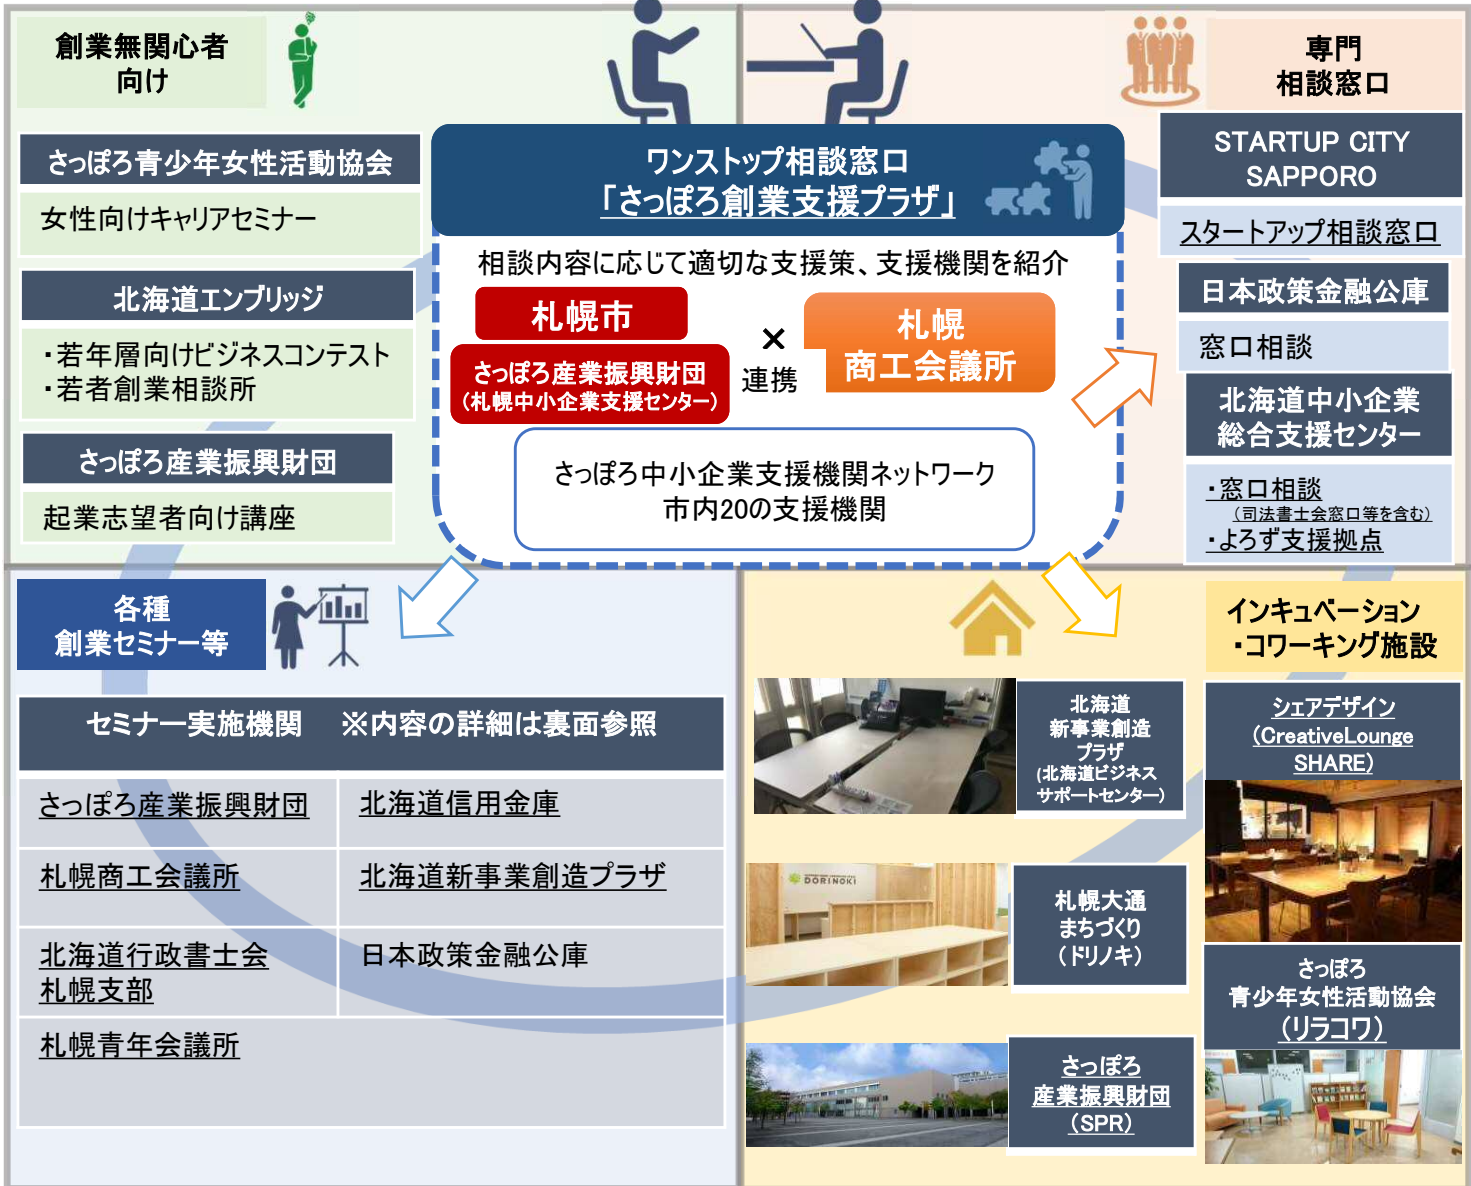 創業無関心者
向け
さっぽろ青少年女性活動協会
女性向けキャリアセミナー
北海道エンブリッジ
・若年層向けビジネスコンテスト
・若者創業相談所
さっぽろ産業振興財団
起業志望者向け講座
ワンストップ相談窓口
「さっぽろ創業支援プラザ」
相談内容に応じて適切な支援策、支援機関を紹介
札幌市
さっぽろ産業振興財団
(札幌中小企業支援センター)
×
連携
札幌
商工会議所
さっぽろ中小企業支援機関ネットワーク
市内20の支援機関
専門
相談窓口
STARTUP CITY
SAPPORO
スタートアップ相談窓口
日本政策金融公庫
窓口相談
北海道中小企業
総合支援センター
・窓口相談
(司法書士会窓口等を含む)
・よろず支援拠点
各種
創業セミナー等
セミナー実施機関 ※内容の詳細は裏面参照
さっぽろ産業振興財団 北海道信用金庫
札幌商工会議所 北海道新事業創造プラザ
北海道行政書士会
札幌支部
日本政策金融公庫
札幌青年会議所
インキュベーション
・コワーキング施設
北海道
新事業創造
プラザ
(北海道ビジネス
サポートセンター)
DORINOKI
札幌大通
まちづくり
(ドリノキ)
さっぽろ
産業振興財団
(SPR)
シェアデザイン
(CreativeLounge
SHARE)
さっぽろ
青少年女性活動協会
(リラコワ)